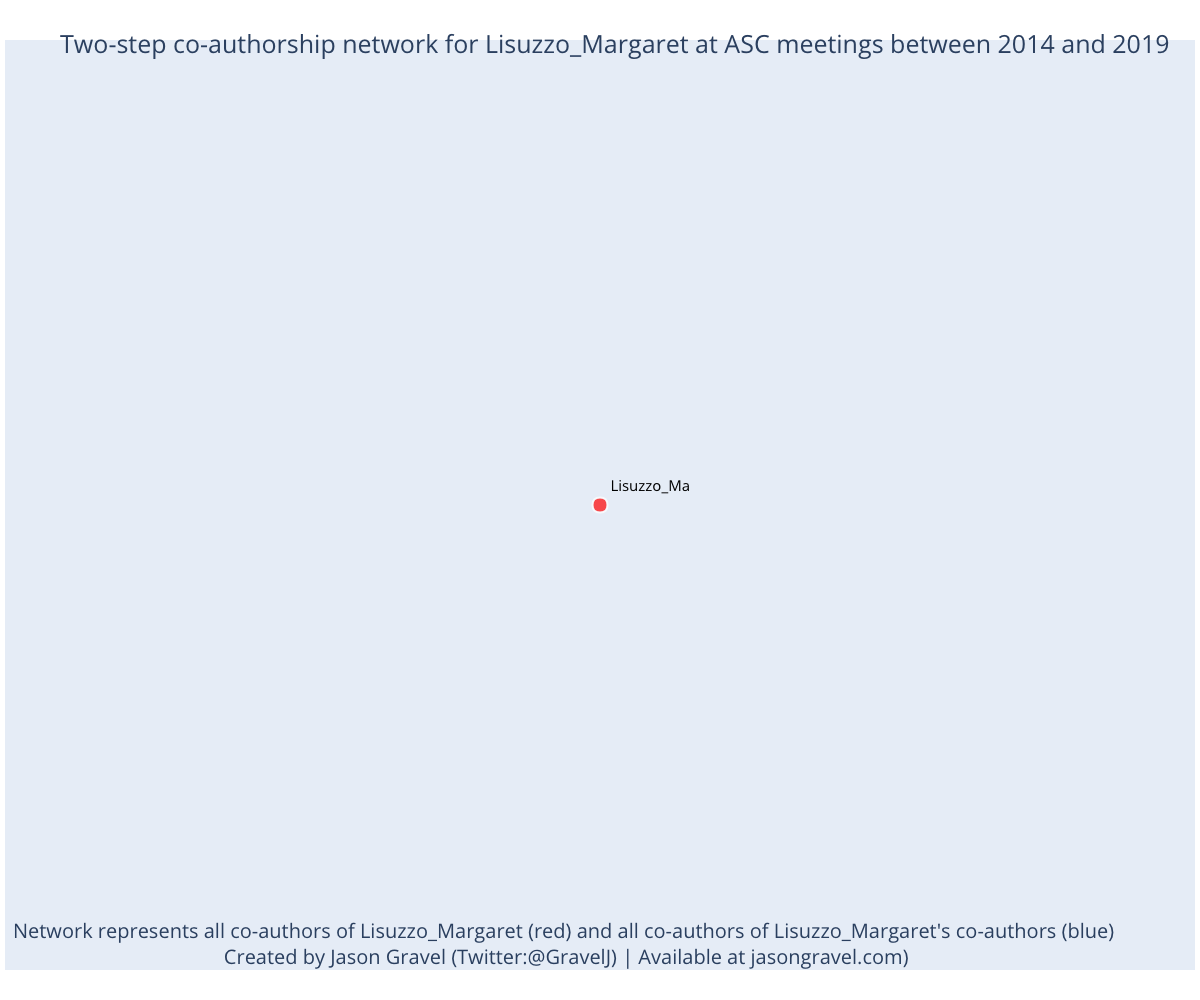 Two-step co-authorship network for Lisuzzo_Margaret at ASC meetings between 2014 and 2019
Lisuzzo_Ma
Network represents all co-authors of Lisuzzo_Margaret (red) and all co-authors of Lisuzzo_Margaret's co-authors (blue)
Created by Jason Gravel (Twitter:@GravelJ) | Available at jasongravel.com)